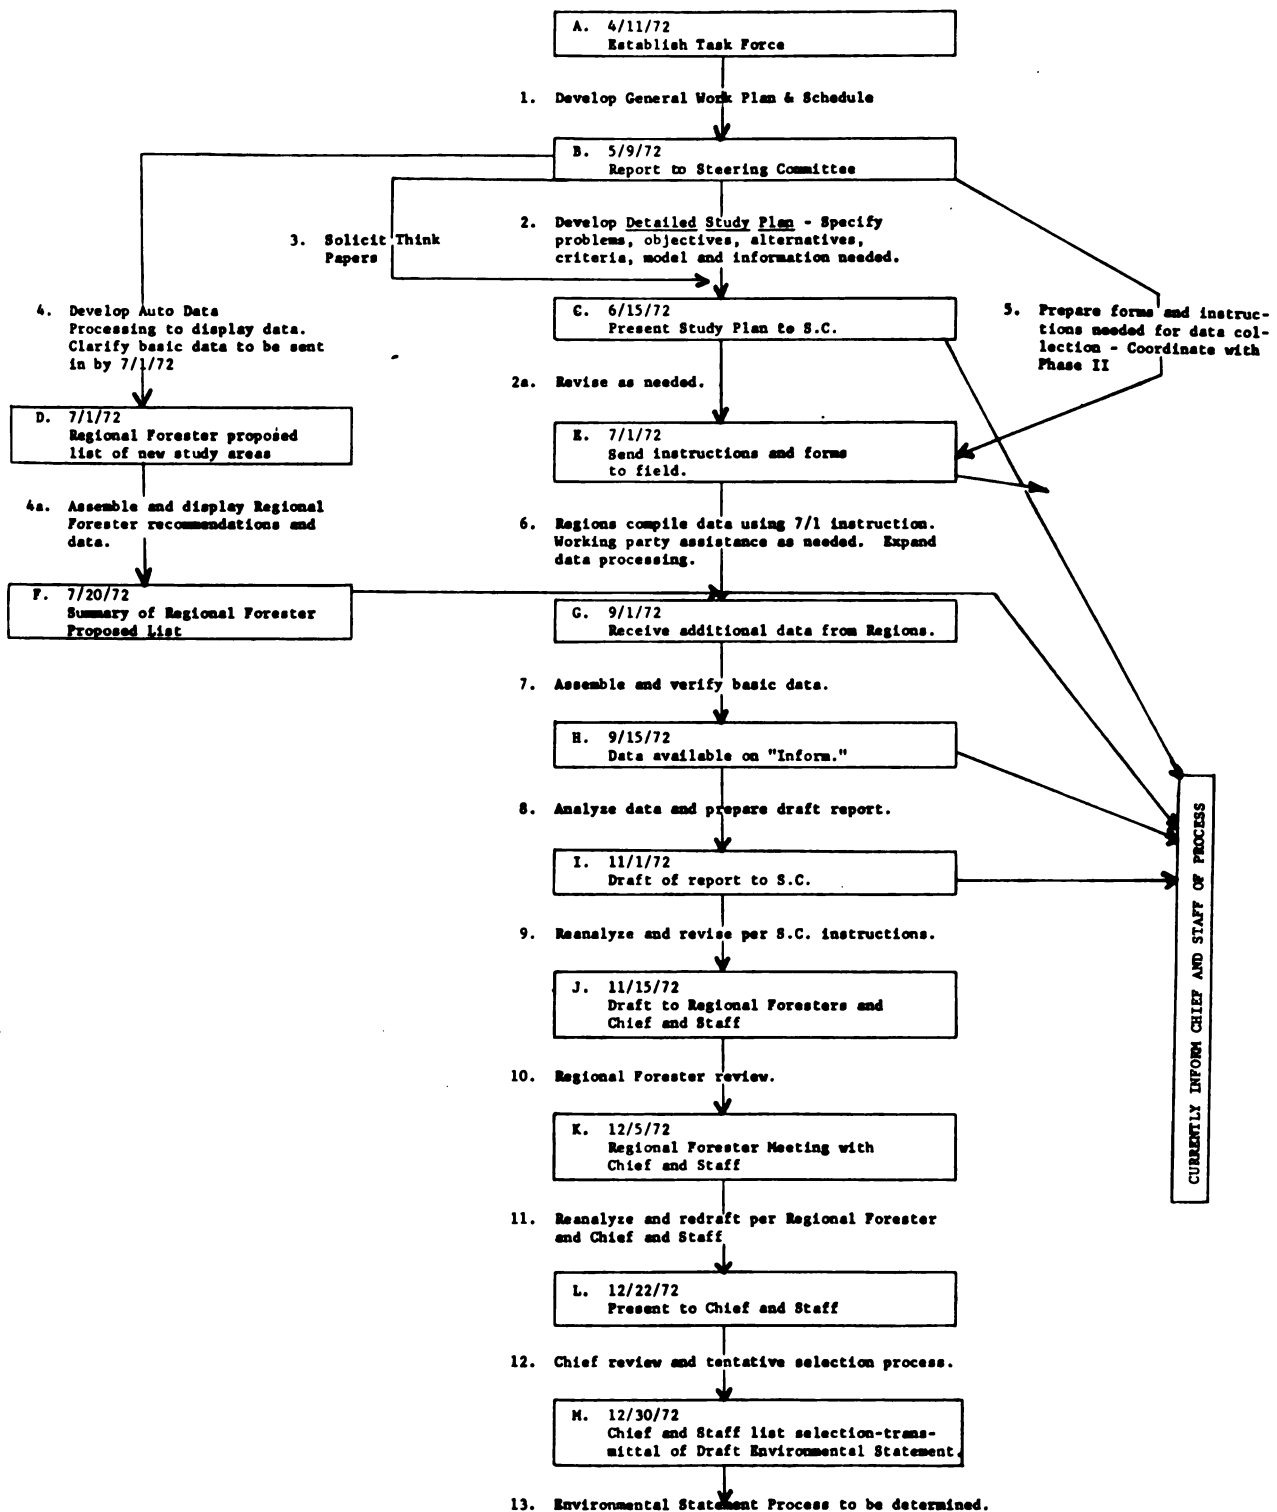 A. 4/11/72
Establish Task Force
1. Develop General Work Plan & Schedule
B. 5/9/72
Report to Steering Committee
2. Develop Detailed Study Plan - Specify
problems, objectives, alternatives,
criteria, model and information needed.
3. Solicit Think
Papers
4. Develop Auto Data
Processing to display data.
Clarify basic data to be sent
in by 7/1/72
C. 6/15/72
Present Study Plan to S.C.
5. Prepare forms and instruc-
tions needed for data col-
lection - Coordinate with
Phase II
2a. Revise as needed.
D. 7/1/72
Regional Forester proposed
list of new study areas
E. 7/1/72
Send instructions and forms
to field.
4a. Assemble and display Regional
Forester recommendations and
data.
6. Regions compile data using 7/1 instruction.
Working party assistance as needed. Expand
data processing.
F. 7/20/72
Summary of Regional Forester
Proposed List
G. 9/1/72
Receive additional data from Regions.
7. Assemble and verify basic data.
H. 9/15/72
Data available on "Inform."
8. Analyze data and prepare draft report.
I. 11/1/72
Draft of report to S.C.
9. Reanalyze and revise per S.C. instructions.
J. 11/15/72
Draft to Regional Foresters and
Chief and Staff
10. Regional Forester review.
K. 12/5/72
Regional Forester Meeting with
Chief and Staff
11. Reanalyze and redraft per Regional Forester
and Chief and Staff
L. 12/22/72
Present to Chief and Staff
12. Chief review and tentative selection process.
M. 12/30/72
Chief and Staff list selection-trans-
mittal of Draft Environmental Statement.
13. Environmental Statement Process to be determined.
CURRENTLY INFORM CHIEF AND STAFF OF PROCESS